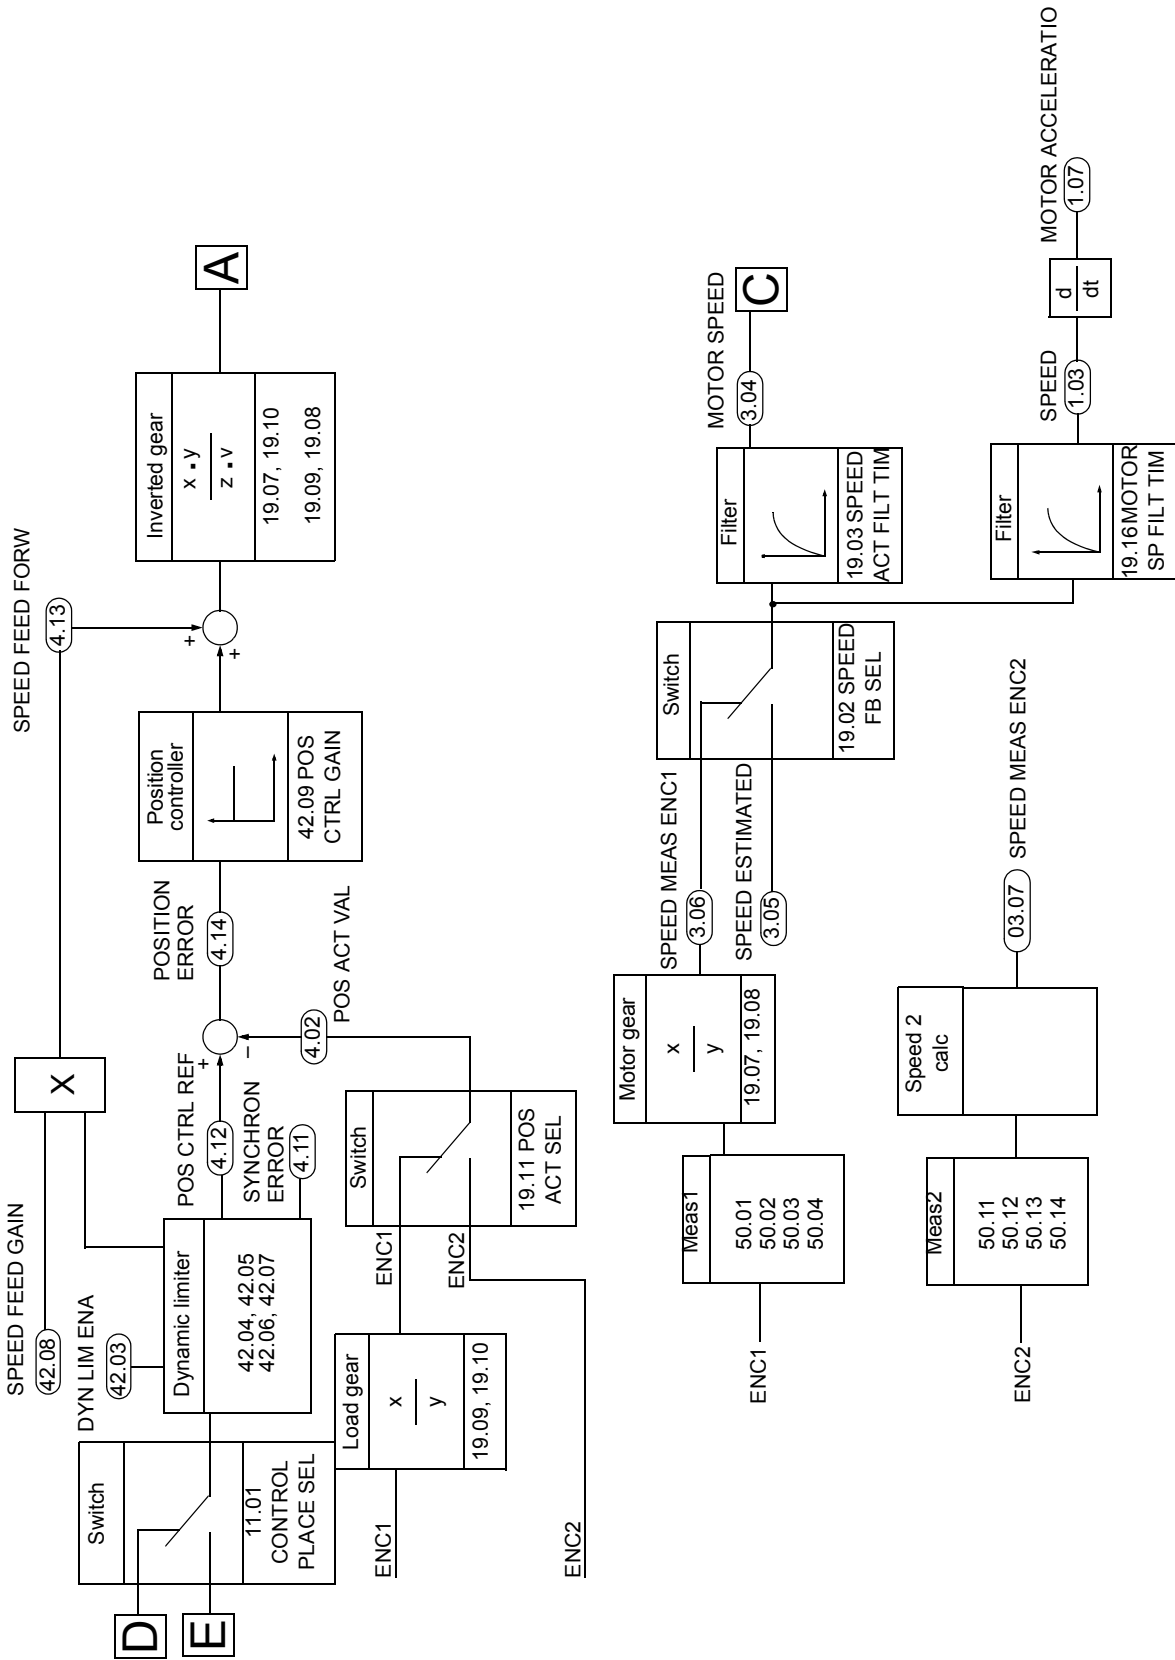 SPEED FEED GAIN
42.08
X
SPEED FEED FORW
4.13
DYN LIM ENA
42.03
D
E
Switch
11.01
CONTROL
PLACE SEL
Dynamic limiter
42.04, 42.05
42.06, 42.07
POS CTRL REF
4.12
SYNCHRON
ERROR
4.11
+
−
POSITION
ERROR
4.14
Position
controller
42.09 POS
CTRL GAIN
+
+
Inverted gear
x ▪ y
z ▪ v
19.07, 19.10
19.09, 19.08
A
4.02
POS ACT VAL
ENC1
Load gear
x
y
19.09, 19.10
ENC1
ENC2
Switch
19.11 POS
ACT SEL
ENC2
ENC1
Meas1
50.01
50.02
50.03
50.04
Motor gear
x
y
19.07, 19.08
SPEED MEAS ENC1
3.06
SPEED ESTIMATED
3.05
Switch
19.02 SPEED
FB SEL
Filter
19.03 SPEED
ACT FILT TIM
MOTOR SPEED
3.04
C
ENC2
Meas2
50.11
50.12
50.13
50.14
Speed 2
calc
03.07
SPEED MEAS ENC2
Filter
19.16MOTOR
SP FILT TIM
SPEED
1.03
d
dt
MOTOR ACCELERATIO
1.07